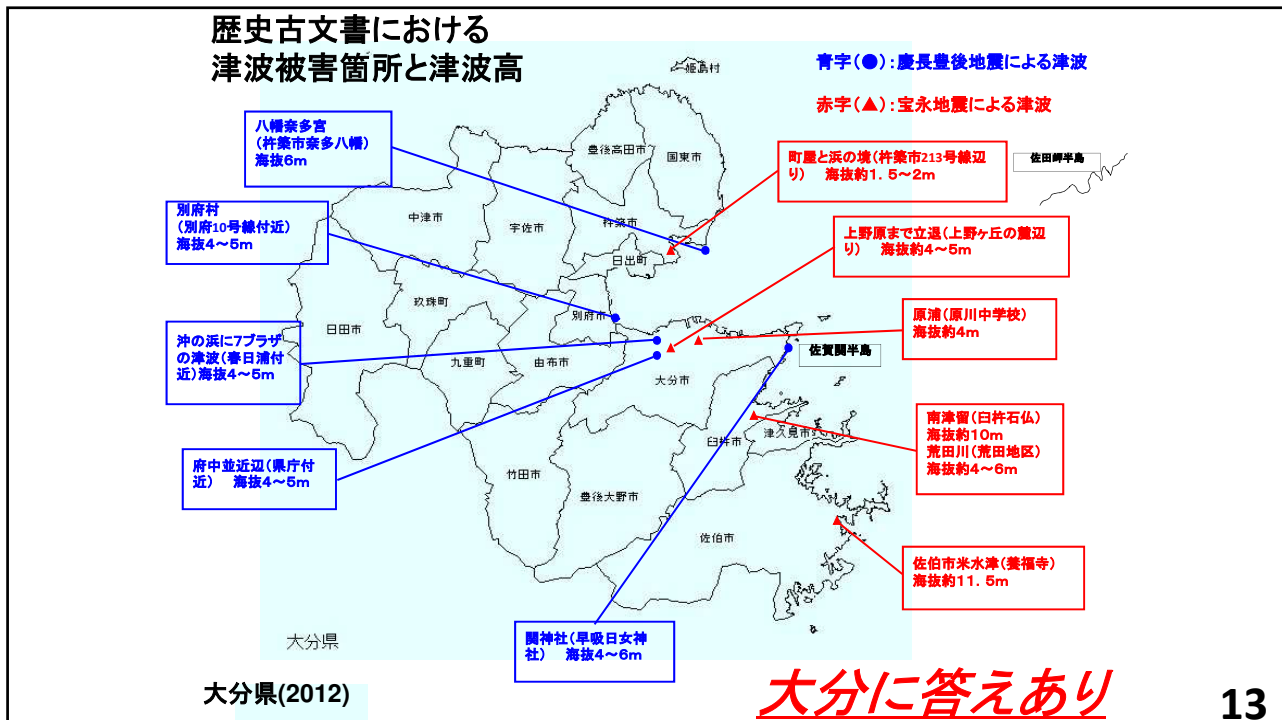 歴史古文書における
津波被害箇所と津波高
青字(●):慶長豊後地震による津波
赤字(▲):宝永地震による津波
八幡奈多宮
(杵築市奈多八幡)
海抜6m
別府村
(別府10号線付近)
海抜4~5m
沖の浜に7ブラザ
の津波(春日浦付
近)海抜4~5m
府中並近辺(県庁付
近) 海抜4~5m
関神社(早吸日女神
社) 海抜4~6m
町屋と浜の境(杵築市213号線辺
り) 海抜約1.5~2m
上野原まで立退(上野ヶ丘の麓辺
り) 海抜約4~5m
原浦(原川中学校)
海抜約4m
南津留(臼杵石仏)
海抜約10m
荒田川(荒田地区)
海抜約4~6m
佐伯市米水津(養福寺)
海抜約11.5m
佐田岬半島
佐賀関半島
姫島村
豊後高田市
国東市
中津市
宇佐市
杵築市
日出町
玖珠町
別府市
日田市
九重町
由布市
大分市
臼杵市
津久見市
竹田市
豊後大野市
佐伯市
大分県
大分県(2012)
大分に答えあり
13